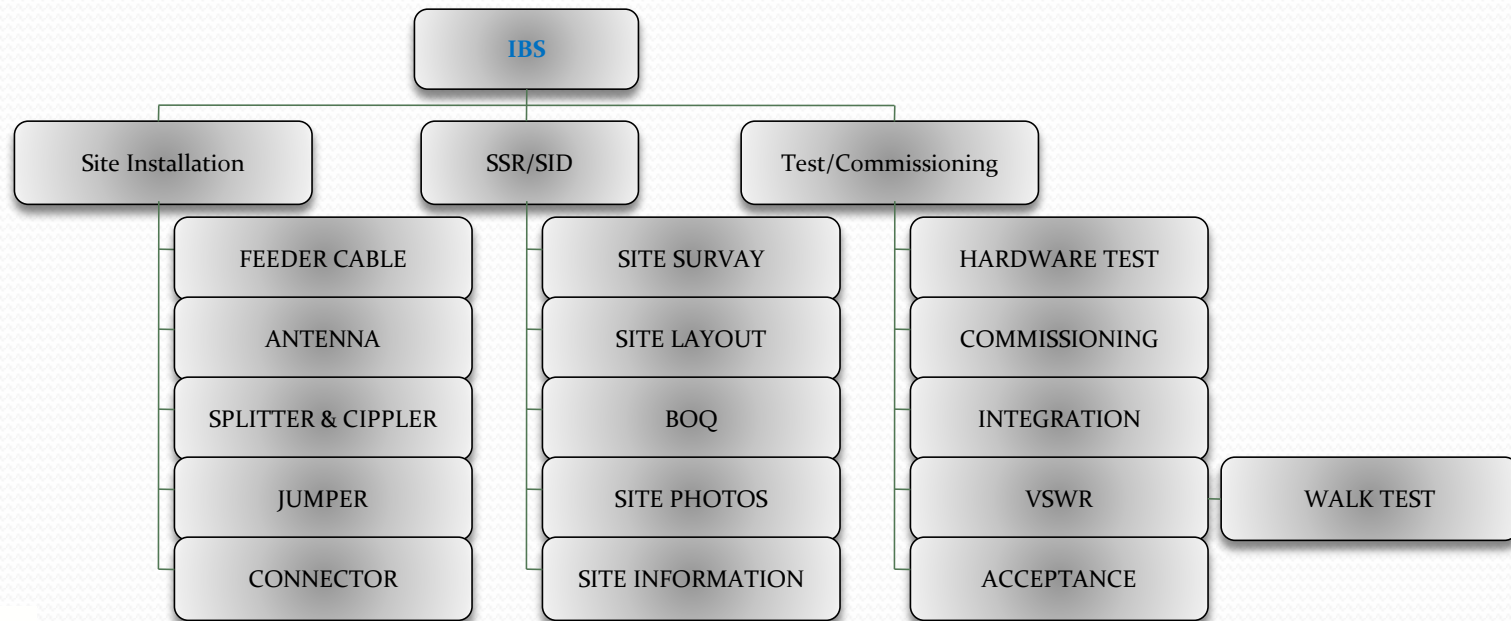 IBS
Site Installation
FEEDER CABLE
ANTENNA
SPLITTER & CIPPLER
JUMPER
CONNECTOR
SSR/SID
SITE SURVAY
SITE LAYOUT
BOQ
SITE PHOTOS
SITE INFORMATION
Test/Commissioning
HARDWARE TEST
COMMISSIONING
INTEGRATION
VSWR
WALK TEST
ACCEPTANCE